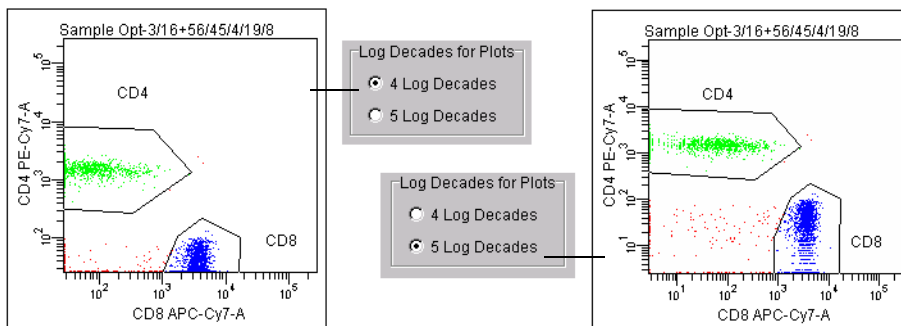 Sample Opt-3/16+56/45/4/19/8
CD4 PE-Cy7-A
10^5
10^4
10^3
10^2
CD4
CD8
10^2 10^3 10^4 10^5
CD8 APC-Cy7-A
Log Decades for Plots
4 Log Decades
5 Log Decades
Log Decades for Plots
4 Log Decades
5 Log Decades
Sample Opt-3/16+56/45/4/19/8
CD4 PE-Cy7-A
10^5
10^4
10^3
10^2
10^1
CD4
CD8
10^1 10^2 10^3 10^4 10^5
CD8 APC-Cy7-A